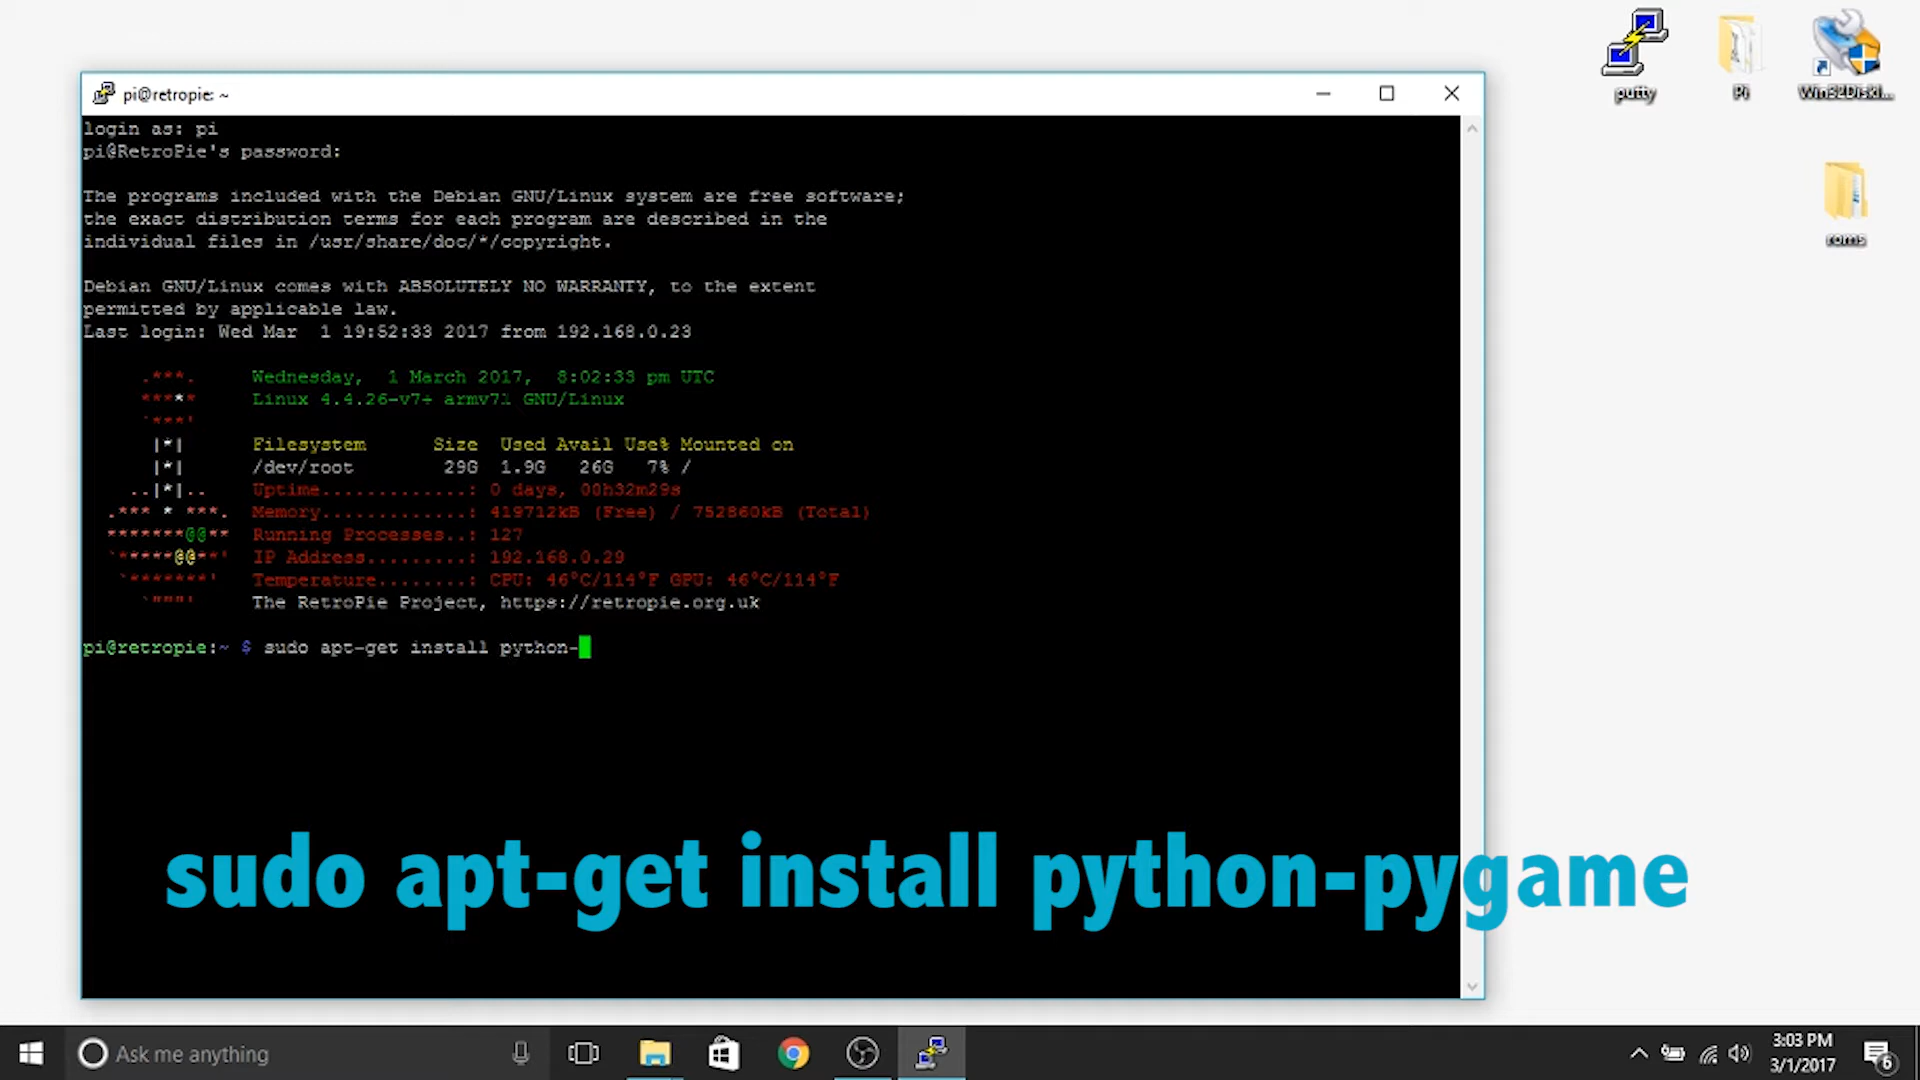 pi@retropie: ~
login as: pi
pi@RetroPie's password:
The programs included with the Debian GNU/Linux system are free software;
the exact distribution terms for each program are described in the
individual files in /usr/share/doc/*/copyright.
Debian GNU/Linux comes with ABSOLUTELY NO WARRANTY, to the extent
permitted by applicable law.
Last login: Wed Mar  1 19:52:33 2017 from 192.168.0.23
Wednesday,  1 March 2017,  8:02:33 pm UTC
Linux 4.4.26-v7+ armv7l GNU/Linux
Filesystem      Size  Used Avail Use% Mounted on
/dev/root        29G  1.9G   26G   7% /
Uptime.............: 0 days, 00h32m29s
Memory.............: 419712kB (Free) / 752860kB (Total)
Running Processes..: 127
IP Address.........: 192.168.0.29
Temperature........: CPU: 46°C/114°F GPU: 46°C/114°F
The RetroPie Project, https://retropie.org.uk
pi@retropie:~ $ sudo apt-get install python-
sudo apt-get install python-pygame
putty
Pi
Win32Diski...
roms
Ask me anything
3:03 PM
3/1/2017
6